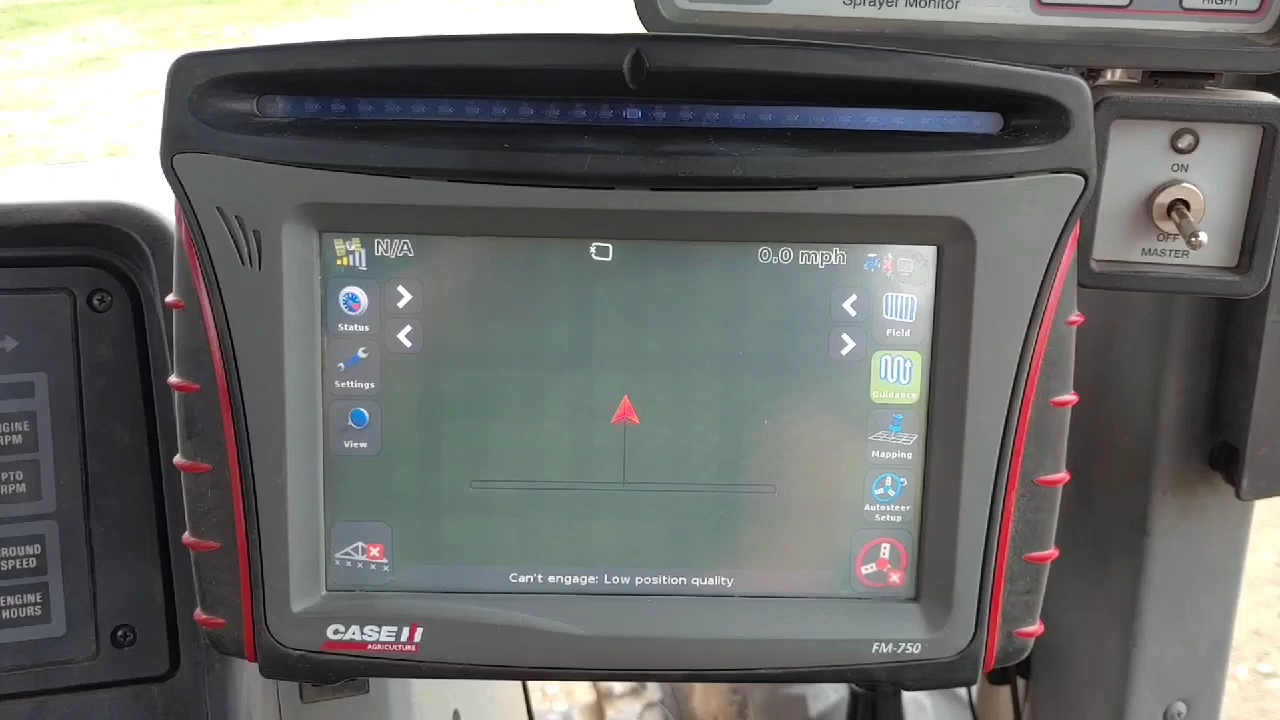 Sprayer Monitor
RIGHT
ON
OFF
MASTER
N/A
0.0 mph
Status
Field
Settings
Guidance
View
Mapping
Autosteer
Setup
Can't engage: Low position quality
CASE IH
AGRICULTURE
FM-750
ENGINE
RPM
PTO
RPM
GROUND
SPEED
ENGINE
HOURS